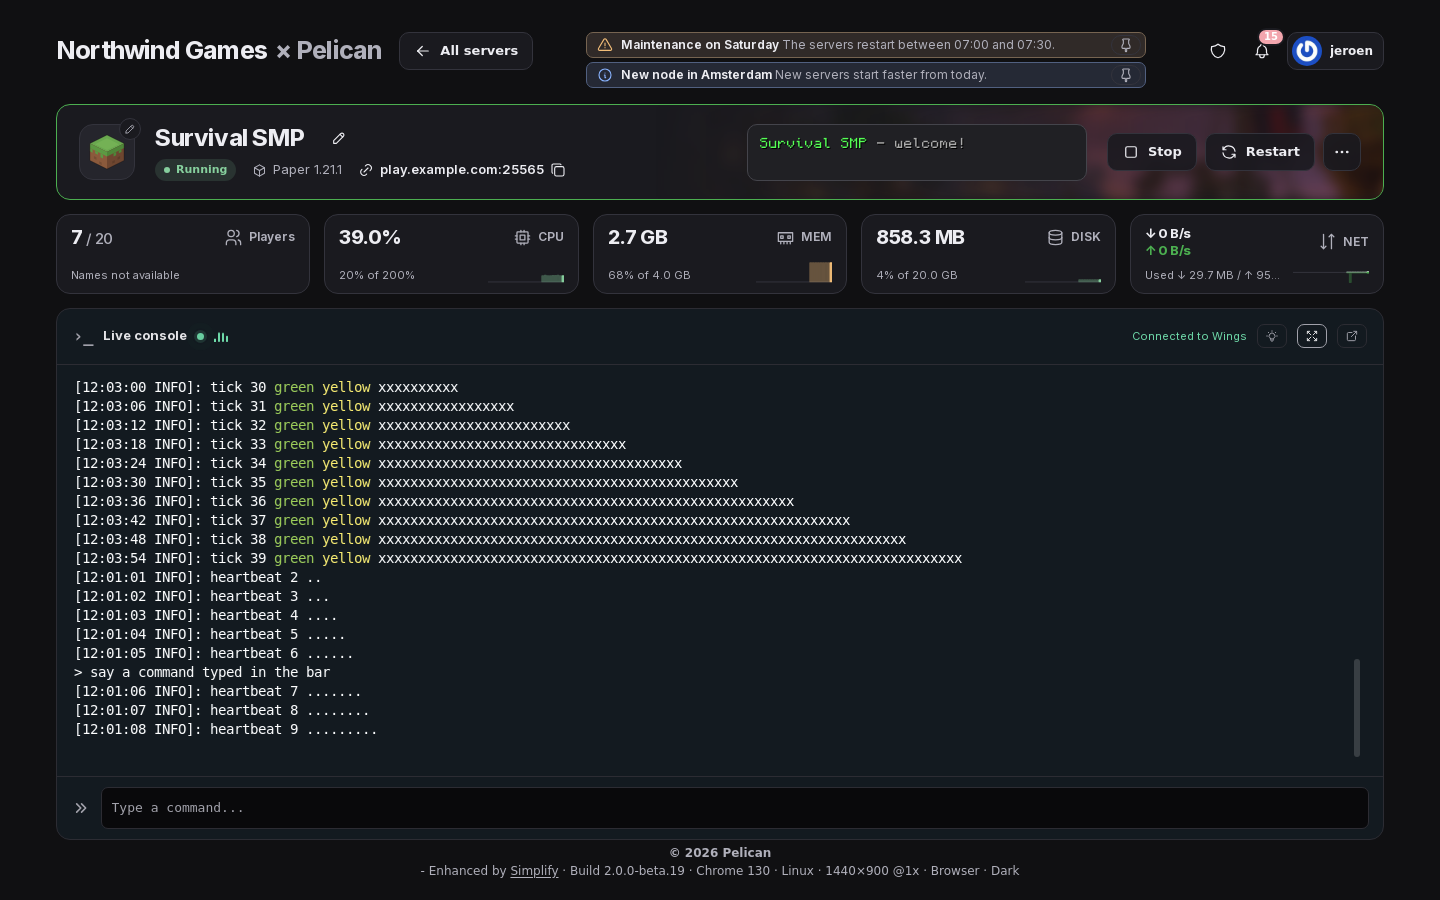 Northwind Games × Pelican
All servers
Maintenance on Saturday The servers restart between 07:00 and 07:30.
New node in Amsterdam New servers start faster from today.
15
jeroen
Survival SMP
Running
Paper 1.21.1
play.example.com:25565
Survival SMP - welcome!
Stop
Restart
7 / 20
Players
Names not available
39.0%
CPU
20% of 200%
2.7 GB
MEM
68% of 4.0 GB
858.3 MB
DISK
4% of 20.0 GB
↓ 0 B/s
↑ 0 B/s
NET
Used ↓ 29.7 MB / ↑ 95...
Live console
Connected to Wings
[12:03:00 INFO]: tick 30 green yellow xxxxxxxxxx
[12:03:06 INFO]: tick 31 green yellow xxxxxxxxxxxxxxxxx
[12:03:12 INFO]: tick 32 green yellow xxxxxxxxxxxxxxxxxxxxxxxx
[12:03:18 INFO]: tick 33 green yellow xxxxxxxxxxxxxxxxxxxxxxxxxxxxxxx
[12:03:24 INFO]: tick 34 green yellow xxxxxxxxxxxxxxxxxxxxxxxxxxxxxxxxxxxxxx
[12:03:30 INFO]: tick 35 green yellow xxxxxxxxxxxxxxxxxxxxxxxxxxxxxxxxxxxxxxxxxxxxx
[12:03:36 INFO]: tick 36 green yellow xxxxxxxxxxxxxxxxxxxxxxxxxxxxxxxxxxxxxxxxxxxxxxxxxxxx
[12:03:42 INFO]: tick 37 green yellow xxxxxxxxxxxxxxxxxxxxxxxxxxxxxxxxxxxxxxxxxxxxxxxxxxxxxxxxxxx
[12:03:48 INFO]: tick 38 green yellow xxxxxxxxxxxxxxxxxxxxxxxxxxxxxxxxxxxxxxxxxxxxxxxxxxxxxxxxxxxxxxxxxx
[12:03:54 INFO]: tick 39 green yellow xxxxxxxxxxxxxxxxxxxxxxxxxxxxxxxxxxxxxxxxxxxxxxxxxxxxxxxxxxxxxxxxxxxxxxxxx
[12:01:01 INFO]: heartbeat 2 ..
[12:01:02 INFO]: heartbeat 3 ...
[12:01:03 INFO]: heartbeat 4 ....
[12:01:04 INFO]: heartbeat 5 .....
[12:01:05 INFO]: heartbeat 6 ......
> say a command typed in the bar
[12:01:06 INFO]: heartbeat 7 .......
[12:01:07 INFO]: heartbeat 8 ........
[12:01:08 INFO]: heartbeat 9 .........
Type a command...
© 2026 Pelican
- Enhanced by Simplify · Build 2.0.0-beta.19 · Chrome 130 · Linux · 1440×900 @1x · Browser · Dark